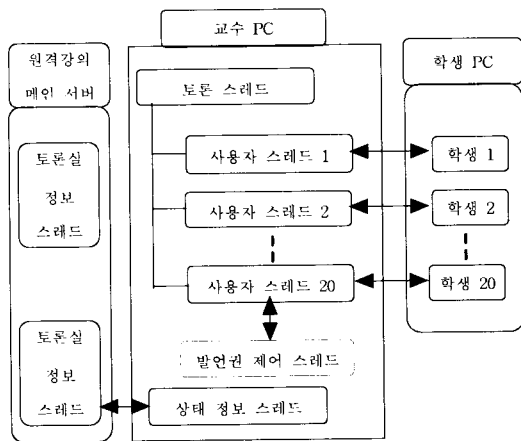 교수 PC
원격강의
메인 서버
학생 PC
토론 스레드
토론실
정보
스레드
사용자 스레드 1
학생 1
사용자 스레드 2
학생 2
사용자 스레드 20
학생 20
토론실
정보
스레드
발언권 제어 스레드
상태 정보 스레드